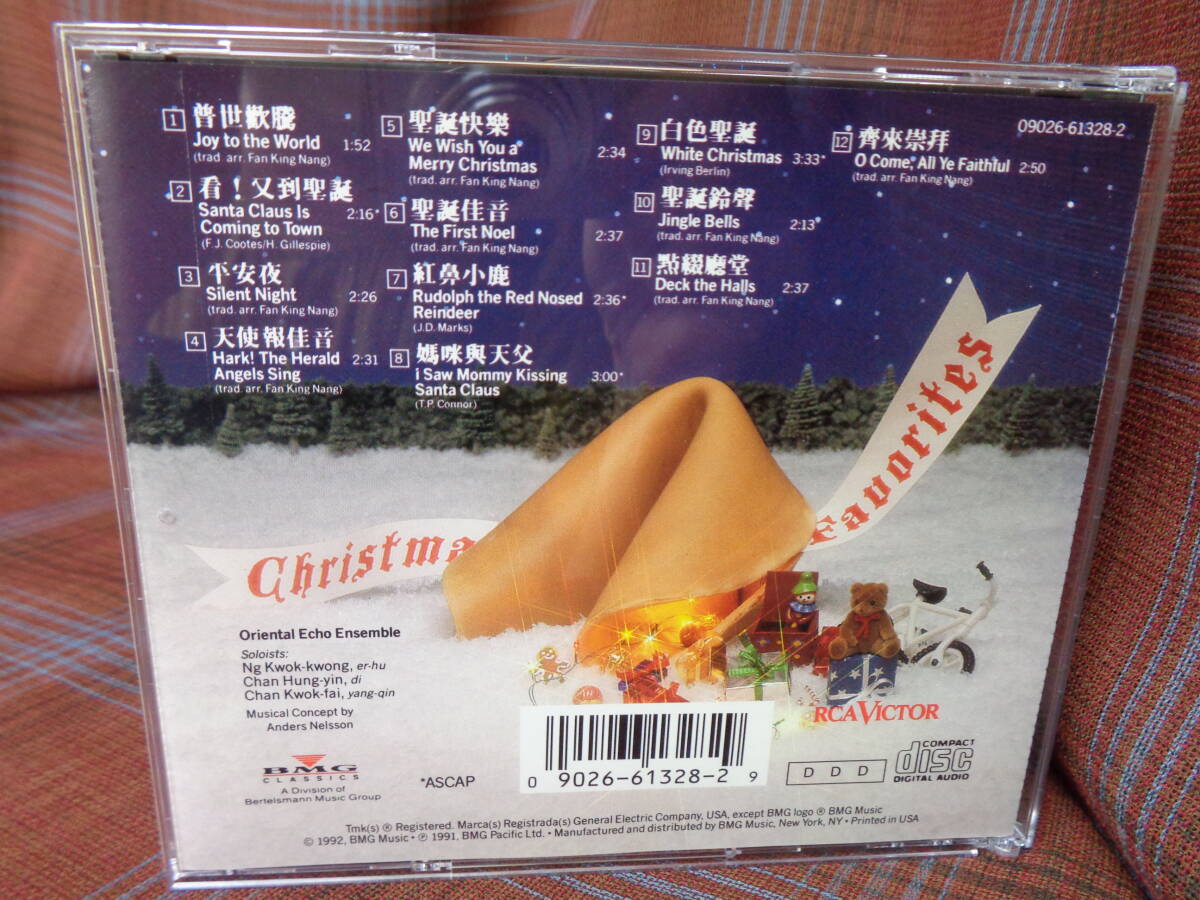 1 普世歡騰
Joy to the World 1:52
(trad arr. Fan King Nang)
2 看！又到聖誕
Santa Claus Is 2:16*
Coming to Town
(F.J. Cootes/H. Gillespie)
3 平安夜
Silent Night 2:26
(trad. arr. Fan King Nang)
4 天使報佳音
Hark! The Herald 2:31
Angels Sing
(trad. arr. Fan King Nang)
5 聖誕快樂
We Wish You a 2:34
Merry Christmas
(trad. arr. Fan King Nang)
6 聖誕佳音
The First Noel 2:37
(trad. arr. Fan King Nang)
7 紅鼻小鹿
Rudolph the Red Nosed 2:36*
Reindeer
(J.D. Marks)
8 媽咪與天父
I Saw Mommy Kissing 3:00*
Santa Claus
(T.P. Connor)
9 白色聖誕
White Christmas 3:33*
(Irving Berlin)
10 聖誕鈴聲
Jingle Bells 2:13*
(trad. arr. Fan King Nang)
11 點綴廳堂
Deck the Halls 2:37
(trad. arr. Fan King Nang)
12 齊來崇拜
O Come, All Ye Faithful 2:50
(trad. arr. Fan King Nang)
09026-61328-2
Christma
Favorites
Oriental Echo Ensemble
Soloists:
Ng Kwok-kwong, er-hu
Chan Hung-yin, di
Chan Kwok-fai, yang-qin
Musical Concept by
Anders Nelsson
BMG
CLASSICS
A Division of
Bertelsmann Music Group
*ASCAP
0 9026-61328-2 9
RCA VICTOR
D D D
COMPACT
disc
DIGITAL AUDIO
Tmk(s) ® Registered. Marca(s) Registrada(s) General Electric Company, USA, except BMG logo ® BMG Music
© 1992, BMG Music • ℗ 1991, BMG Pacific Ltd. • Manufactured and distributed by BMG Music, New York, NY • Printed in USA